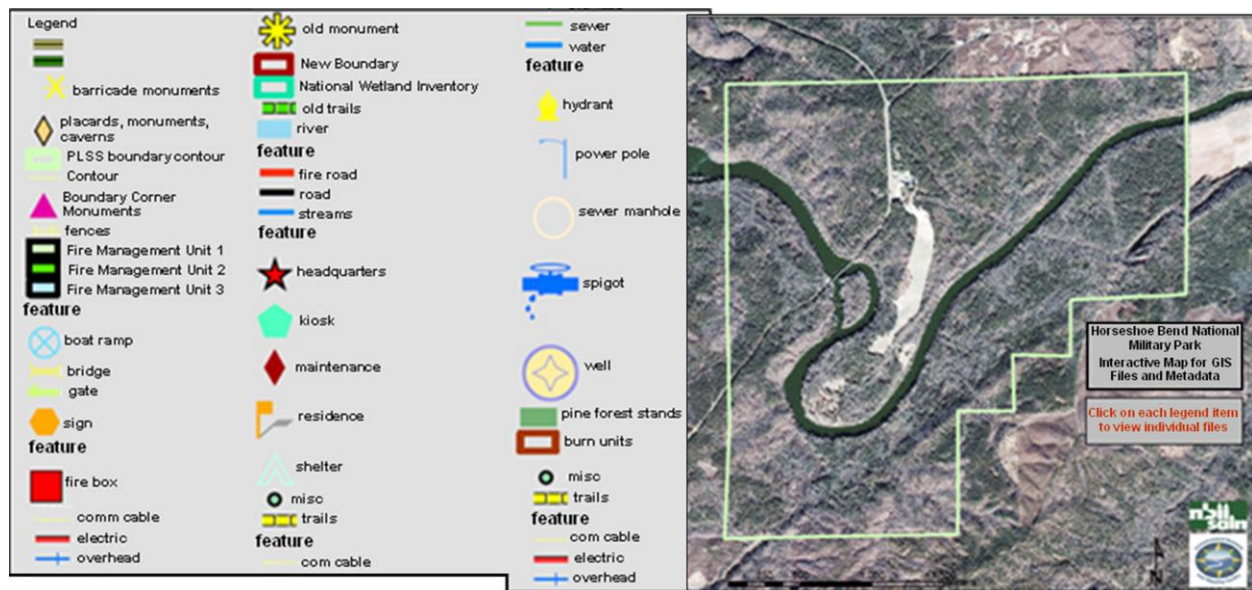 Legend
barricade monuments
placards, monuments,
caverns
PLSS boundary contour
Contour
Boundary Corner
Monuments
fences
Fire Management Unit 1
Fire Management Unit 2
Fire Management Unit 3
feature
boat ramp
bridge
gate
sign
feature
fire box
comm cable
electric
overhead
old monument
New Boundary
National Wetland Inventory
old trails
river
feature
fire road
road
streams
feature
headquarters
kiosk
maintenance
residence
shelter
misc
trails
feature
com cable
sewer
water
feature
hydrant
power pole
sewer manhole
spigot
well
pine forest stands
burn units
misc
trails
feature
com cable
electric
overhead
Horseshoe Bend National
Military Park
Interactive Map for GIS
Files and Metadata
Click on each legend item
to view individual files
N